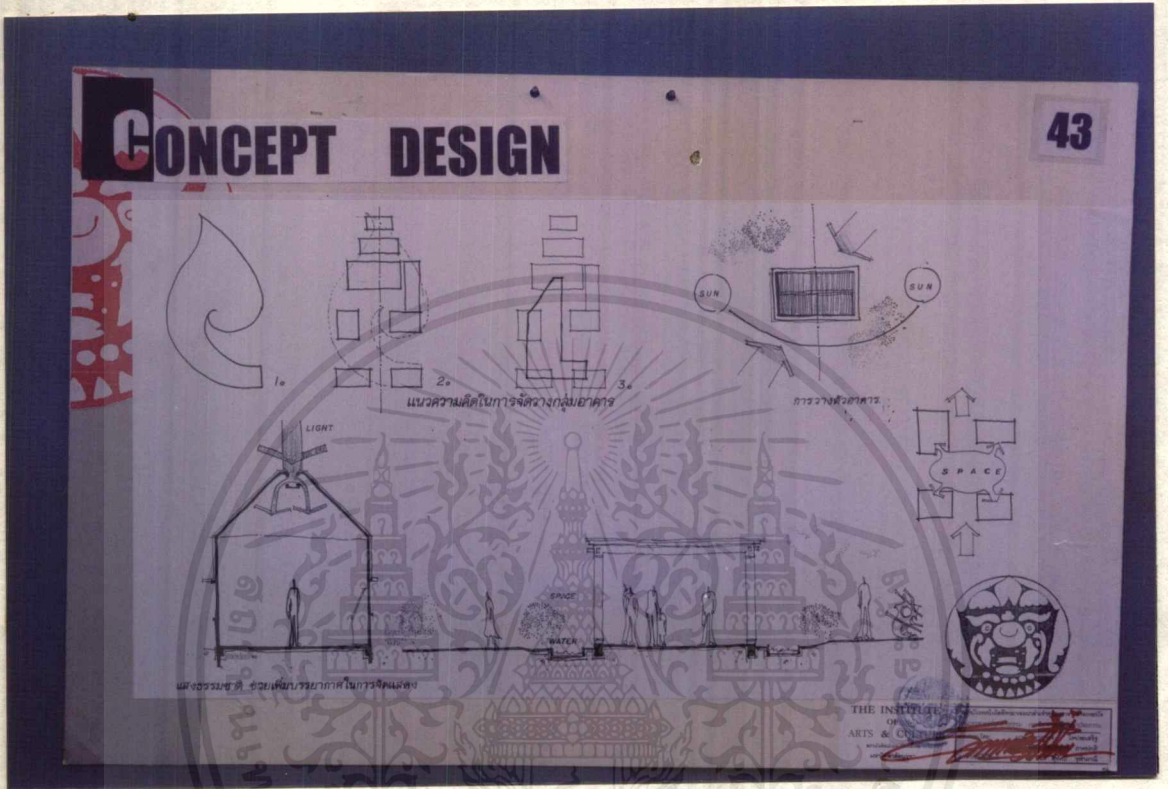 CONCEPT DESIGN
43
1.
2.
3.
แนวความคิดในการจัดวางกลุ่มอาคาร
SUN
SUN
การวางตัวอาคาร
LIGHT
SPACE
SPACE
WATER
แสงธรรมชาติ ช่วยเพิ่มบรรยากาศในการจัดแสดง
THE INSTITUTE
OF
ARTS & CULTURE